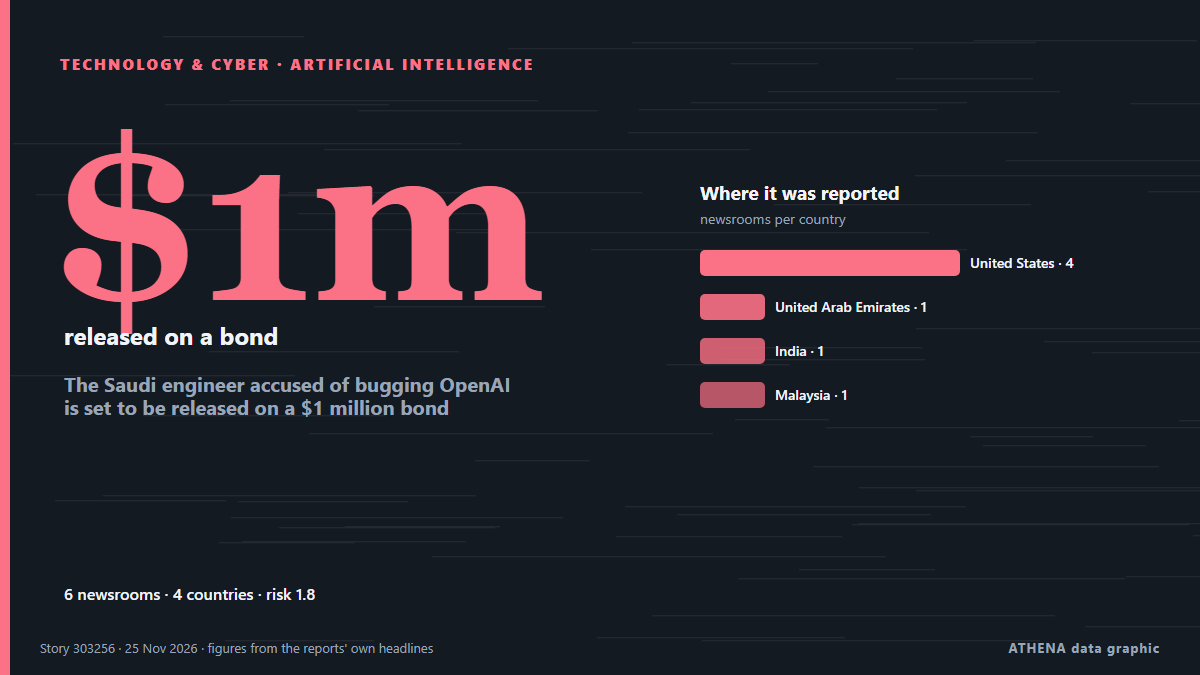 TECHNOLOGY & CYBER · ARTIFICIAL INTELLIGENCE
$1m
released on a bond
The Saudi engineer accused of bugging OpenAI
is set to be released on a $1 million bond
Where it was reported
newsrooms per country
United States · 4
United Arab Emirates · 1
India · 1
Malaysia · 1
6 newsrooms · 4 countries · risk 1.8
Story 303256 · 25 Nov 2026 · figures from the reports' own headlines
ATHENA data graphic